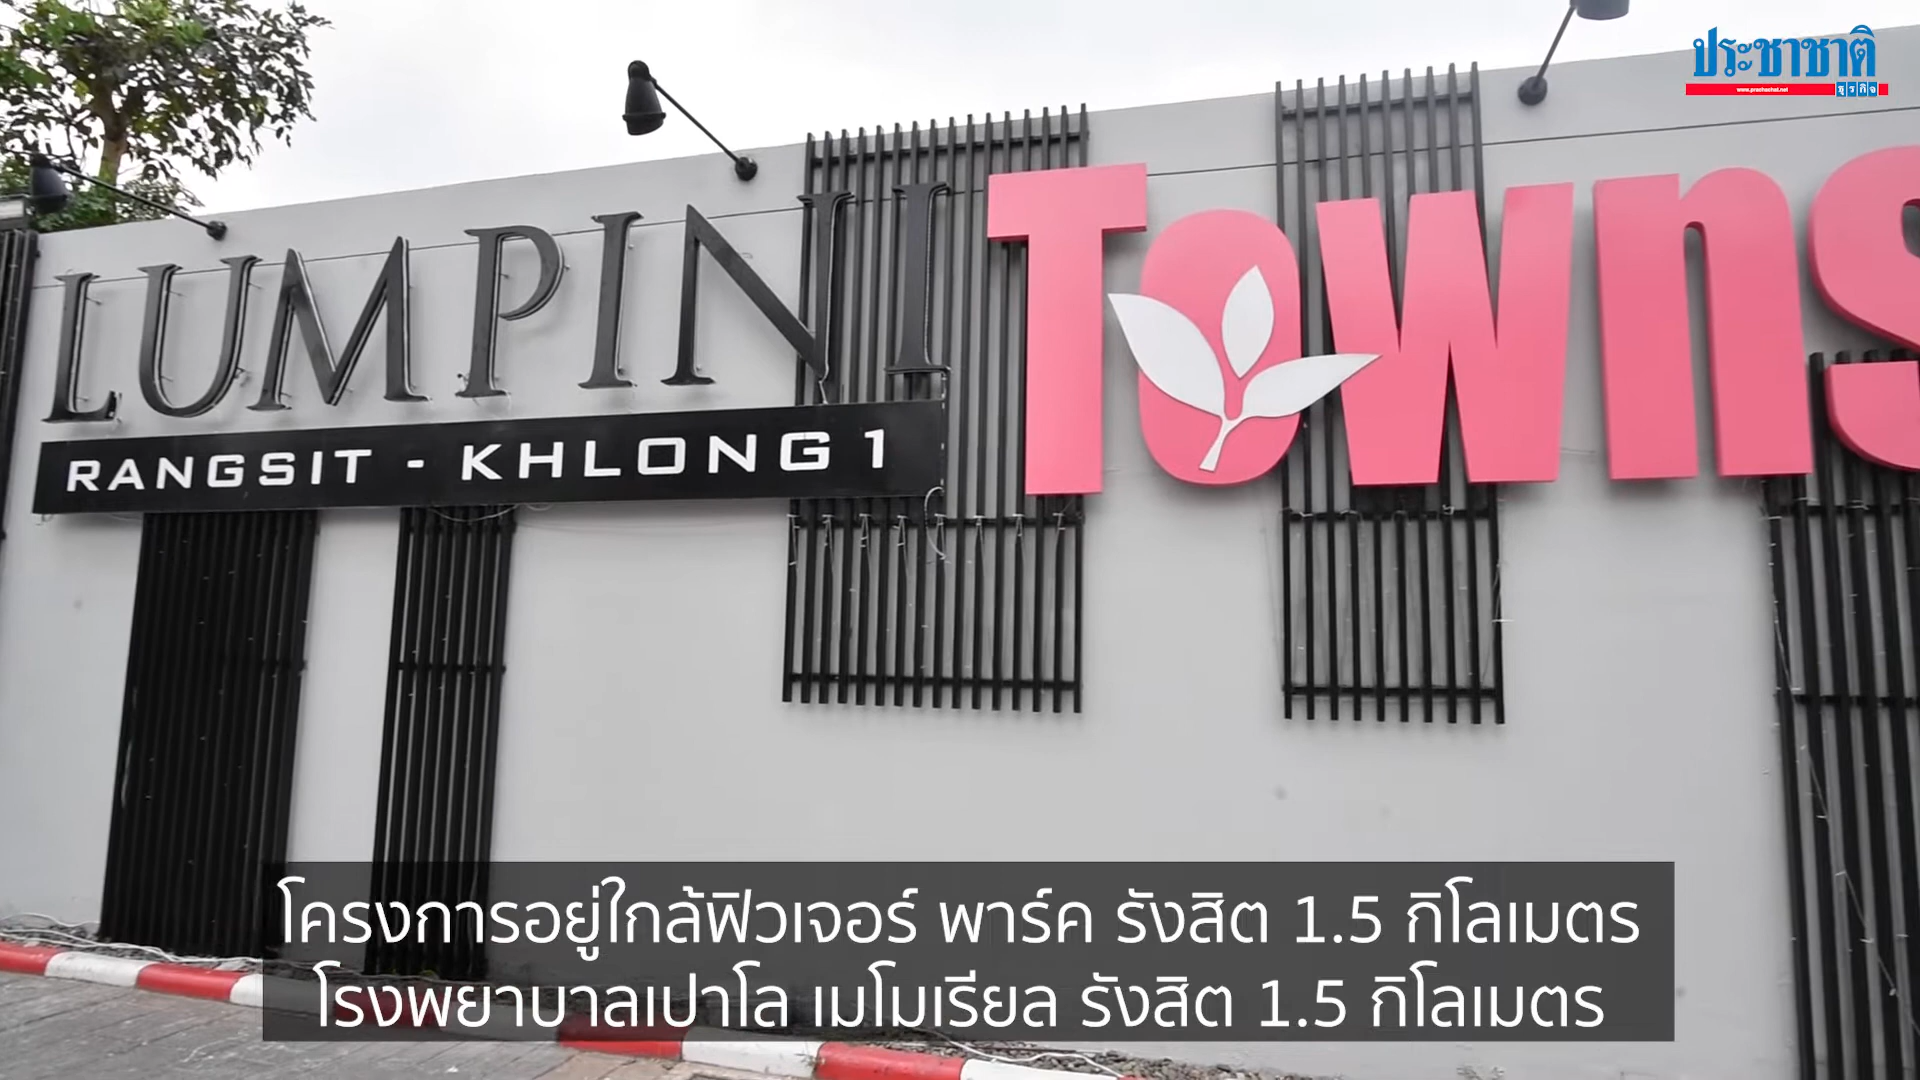 ประชาชาติ
www.prachachat.net
ธุรกิจ
LUMPINI Towns
RANGSIT - KHLONG 1
โครงการอยู่ใกล้ฟิวเจอร์ พาร์ค รังสิต 1.5 กิโลเมตร
โรงพยาบาลเปาโล เมโมเรียล รังสิต 1.5 กิโลเมตร